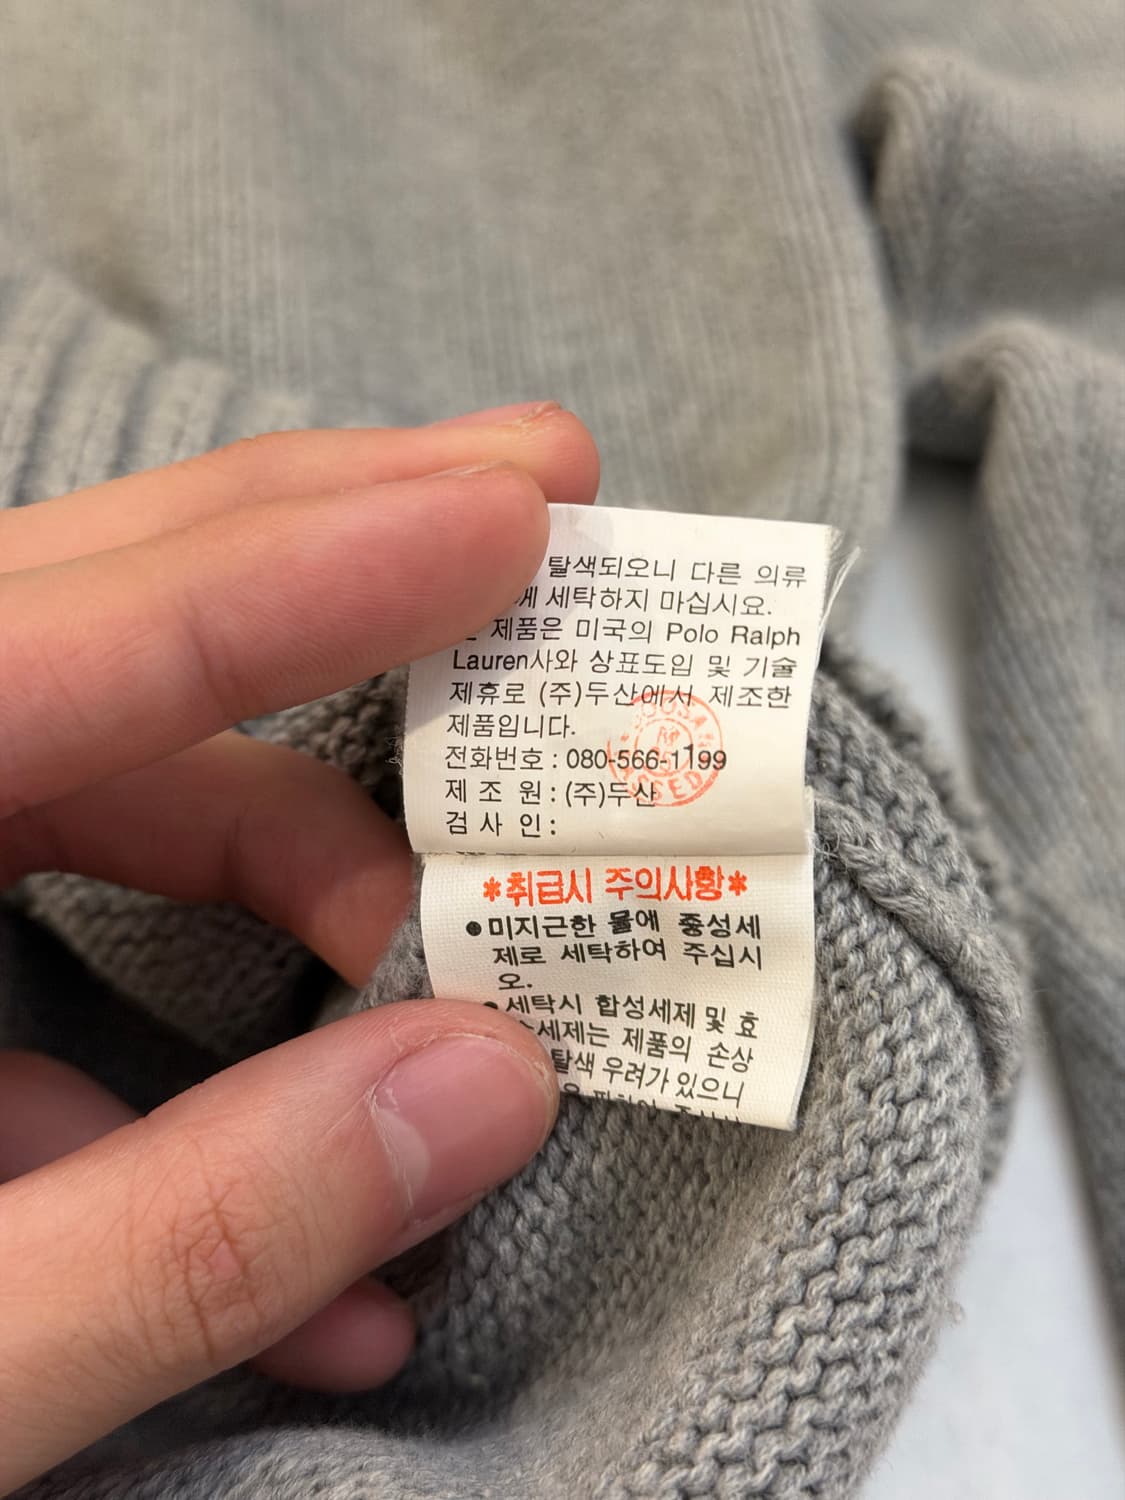 탈색되오니 다른 의류
세탁하지 마십시요.
제품은 미국의 Polo Ralph
Lauren사와 상표도입 및 기술
제휴로 (주)두산에서 제조한
제품입니다.
전화번호 : 080-566-1199
제 조 원 : (주)두산
검 사 인 :
DOOSAN
PASSED
*취급시 주의사항*
●미지근한 물에 중성세
제로 세탁하여 주십시
오.
●세탁시 합성세제 및 효
소세제는 제품의 손상
탈색 우려가 있으니